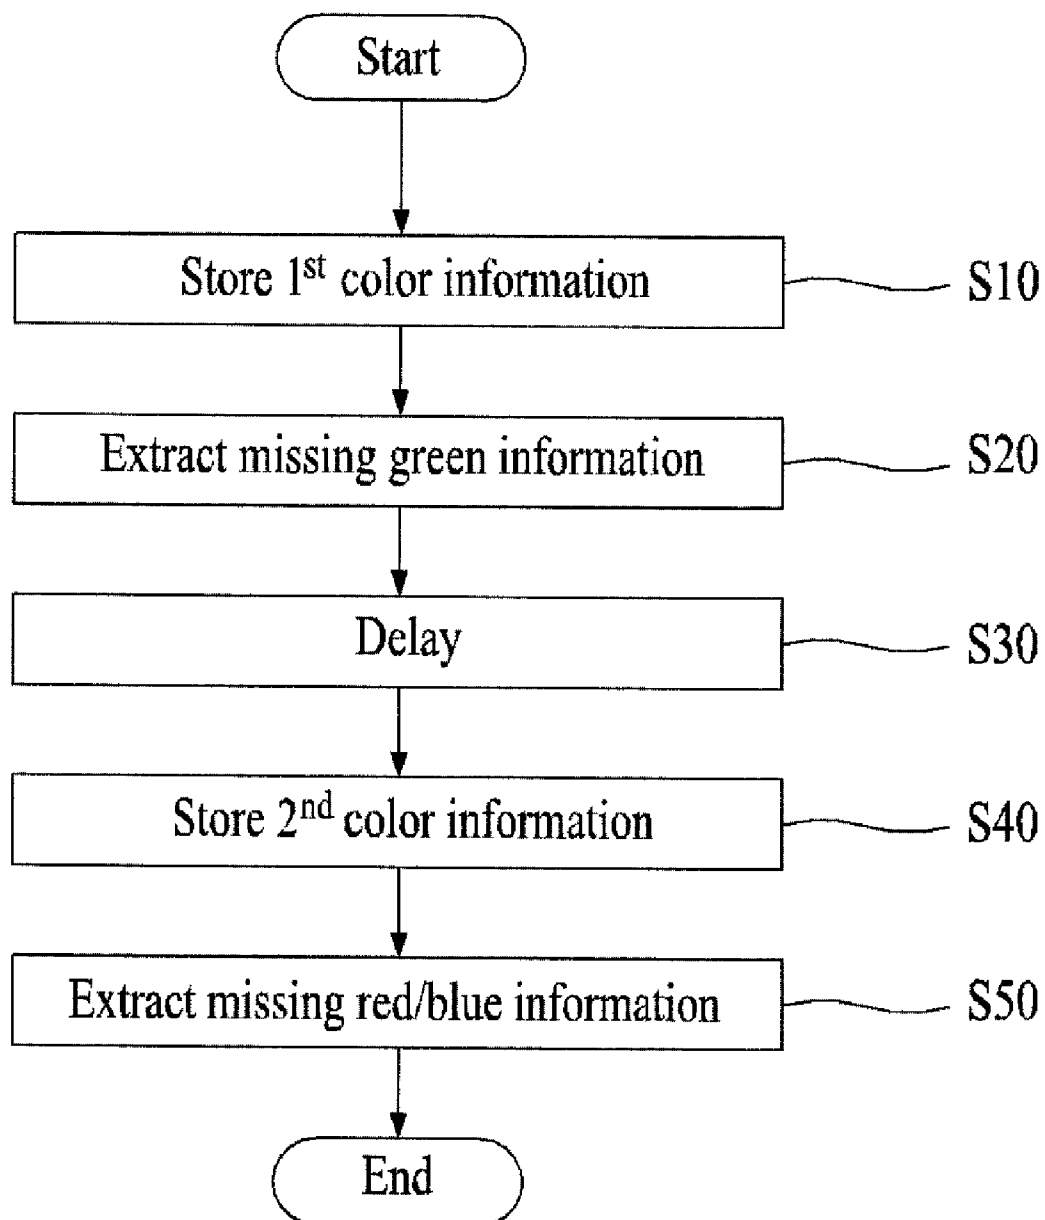 Start
Store 1st color information
S10
Extract missing green information
S20
Delay
S30
Store 2nd color information
S40
Extract missing red/blue information
S50
End